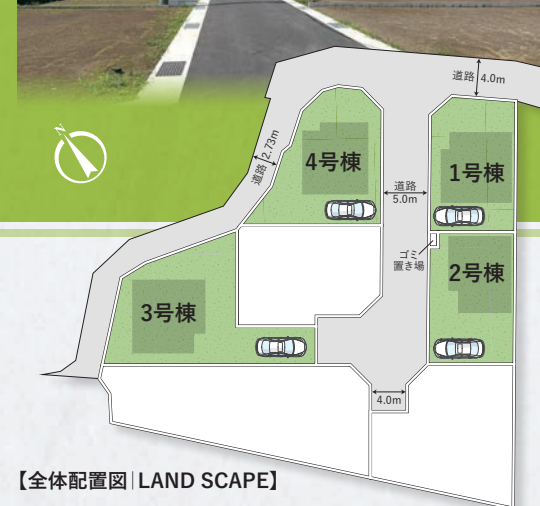 道路 4.0m
N
道路 2.73m
4号棟
1号棟
道路
5.0m
ゴミ
置き場
2号棟
3号棟
4.0m
【全体配置図|LAND SCAPE】